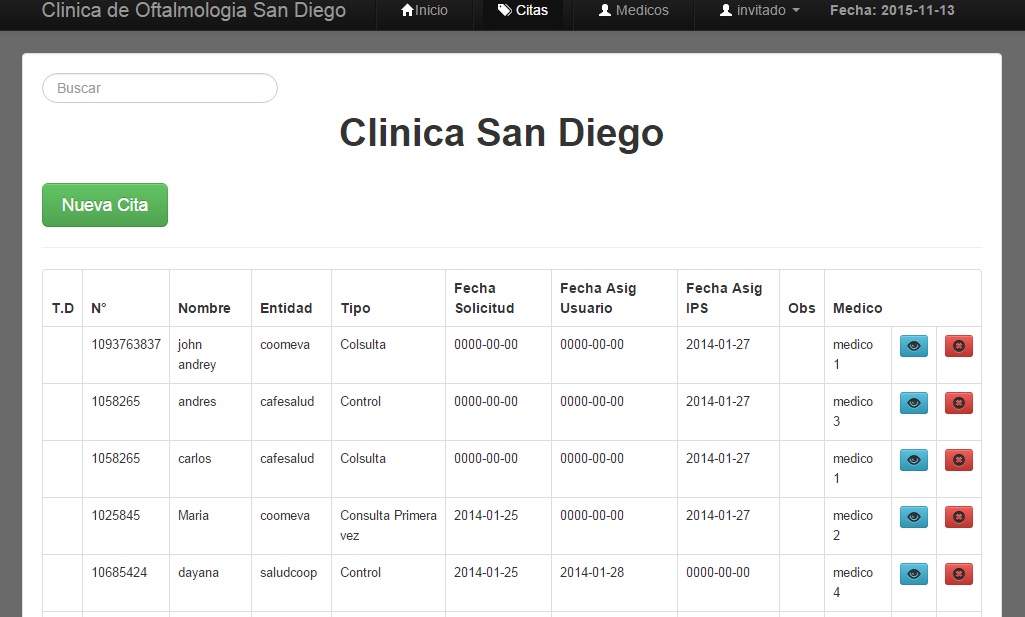 Clinica de Oftalmologia San Diego Inicio Citas Medicos invitado Fecha: 2015-11-13
Buscar
Clinica San Diego
Nueva Cita
T.D N° Nombre Entidad Tipo Fecha Solicitud Fecha Asig Usuario Fecha Asig IPS Obs Medico
1093763837 john andrey coomeva Colsulta 0000-00-00 0000-00-00 2014-01-27 medico 1
1058265 andres cafesalud Control 0000-00-00 0000-00-00 2014-01-27 medico 3
1058265 carlos cafesalud Colsulta 0000-00-00 0000-00-00 2014-01-27 medico 1
1025845 Maria coomeva Consulta Primera vez 2014-01-25 0000-00-00 2014-01-27 medico 2
10685424 dayana saludcoop Control 2014-01-25 2014-01-28 0000-00-00 medico 4